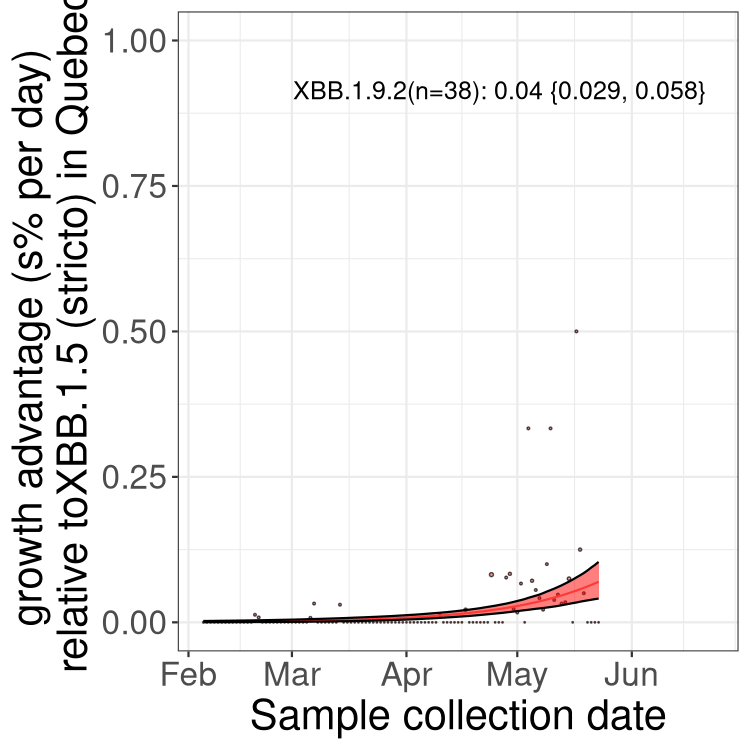 growth advantage (s% per day)
relative toXBB.1.5 (stricto) in Quebec
1.00
0.75
0.50
0.25
0.00
XBB.1.9.2(n=38): 0.04 {0.029, 0.058}
Feb Mar Apr May Jun
Sample collection date